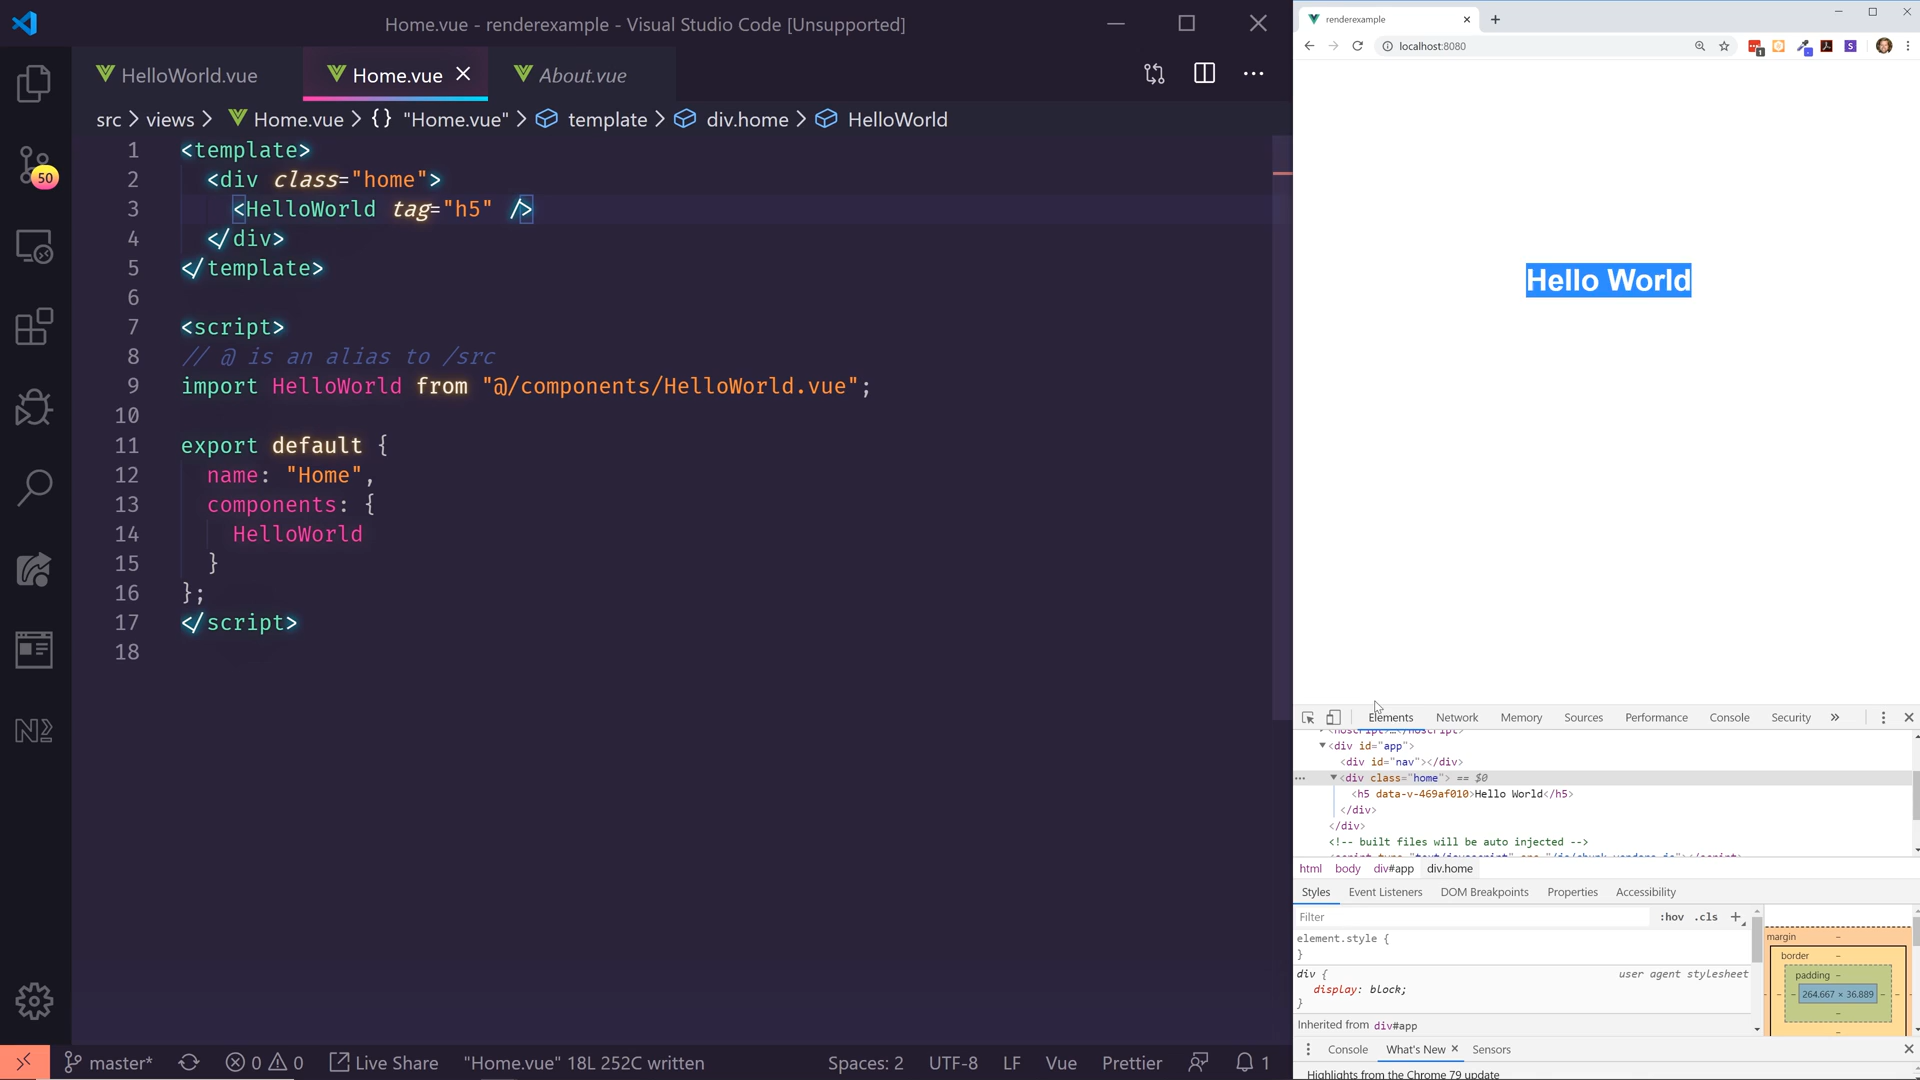 Home.vue - renderexample - Visual Studio Code [Unsupported]
HelloWorld.vue
Home.vue
About.vue
src > views > Home.vue > {} "Home.vue" > template > div.home > HelloWorld
50
1 <template>
2 <div class="home">
3 <HelloWorld tag="h5" />
4 </div>
5 </template>
6
7 <script>
8 // @ is an alias to /src
9 import HelloWorld from "@/components/HelloWorld.vue";
10
11 export default {
12 name: "Home",
13 components: {
14 HelloWorld
15 }
16 };
17 </script>
18
master* 0 0 Live Share "Home.vue" 18L 252C written Spaces: 2 UTF-8 LF Vue Prettier 1
renderexample
localhost:8080
Hello World
Elements Network Memory Sources Performance Console Security »
<div id="app">
<div id="nav"></div>
<div class="home"> == $0
<h5 data-v-469af010>Hello World</h5>
</div>
</div>
<!-- built files will be auto injected -->
html body div#app div.home
Styles Event Listeners DOM Breakpoints Properties Accessibility
Filter :hov .cls +
element.style {
}
div { user agent stylesheet
display: block;
}
Inherited from div#app
margin -
border -
padding -
264.667 × 36.889
Console What's New Sensors
Highlights from the Chrome 79 update